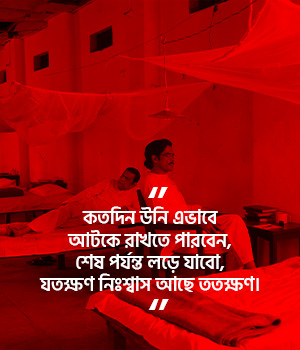 "
কতদিন উনি এভাবে
আটকে রাখতে পারবেন,
শেষ পর্যন্ত লড়ে যাবো,
যতক্ষণ নিঃশ্বাস আছে ততক্ষণ।
"